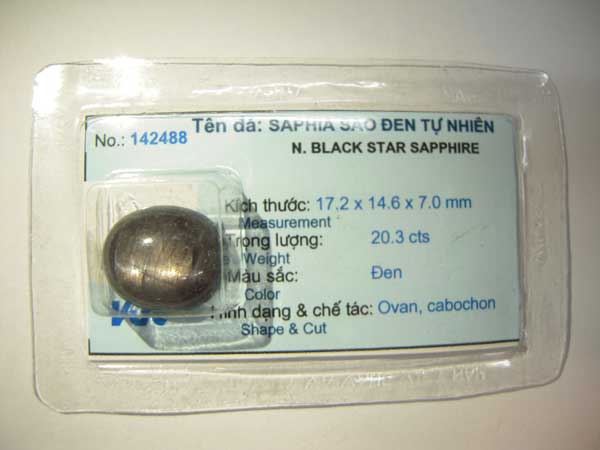 No.: 142488
Tên đá: SAPHIA SAO ĐEN TỰ NHIÊN
N. BLACK STAR SAPPHIRE
Kích thước: 17.2 x 14.6 x 7.0 mm
Measurement
Trọng lượng: 20.3 cts
Weight
Màu sắc: Đen
Color
Hình dạng & chế tác: Ovan, cabochon
Shape & Cut